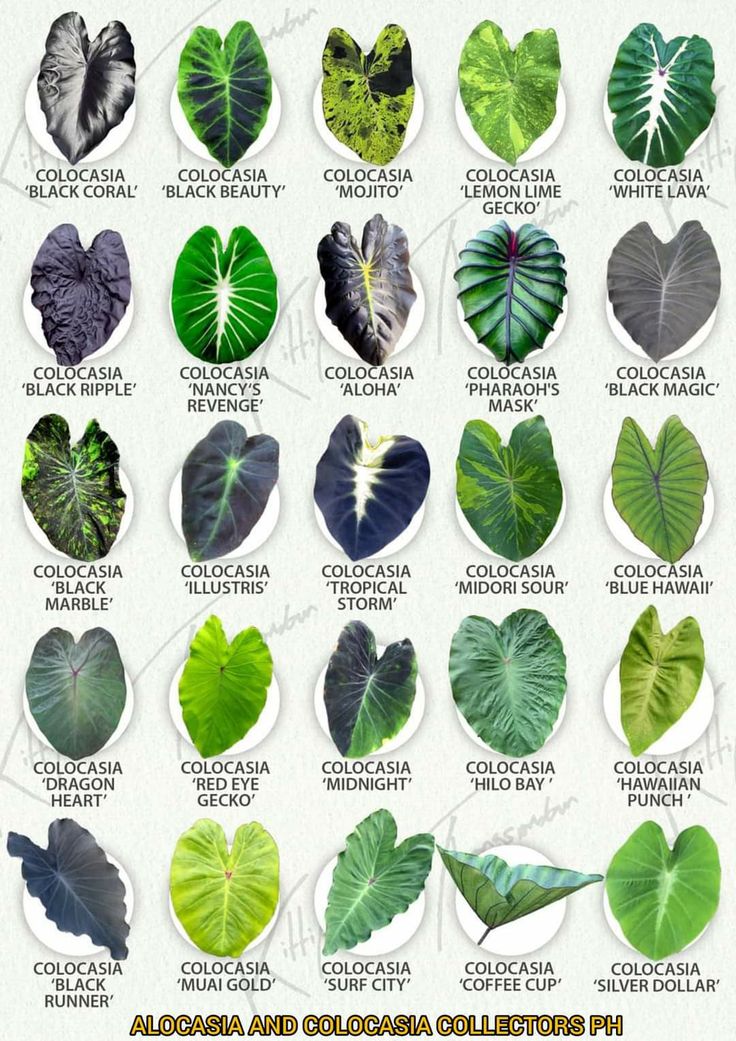 COLOCASIA
'BLACK CORAL'
COLOCASIA
'BLACK BEAUTY'
COLOCASIA
'MOJITO'
COLOCASIA
'LEMON LIME
GECKO'
COLOCASIA
'WHITE LAVA'
COLOCASIA
'BLACK RIPPLE'
COLOCASIA
'NANCY'S
REVENGE'
COLOCASIA
'ALOHA'
COLOCASIA
'PHARAOH'S
MASK'
COLOCASIA
'BLACK MAGIC'
COLOCASIA
'BLACK
MARBLE'
COLOCASIA
'ILLUSTRIS'
COLOCASIA
'TROPICAL
STORM'
COLOCASIA
'MIDORI SOUR'
COLOCASIA
'BLUE HAWAII'
COLOCASIA
'DRAGON
HEART'
COLOCASIA
'RED EYE
GECKO'
COLOCASIA
'MIDNIGHT'
COLOCASIA
'HILO BAY '
COLOCASIA
'HAWAIIAN
PUNCH '
COLOCASIA
'BLACK
RUNNER'
COLOCASIA
'MUAI GOLD'
COLOCASIA
'SURF CITY'
COLOCASIA
'COFFEE CUP'
COLOCASIA
'SILVER DOLLAR'
ALOCASIA AND COLOCASIA COLLECTORS PH